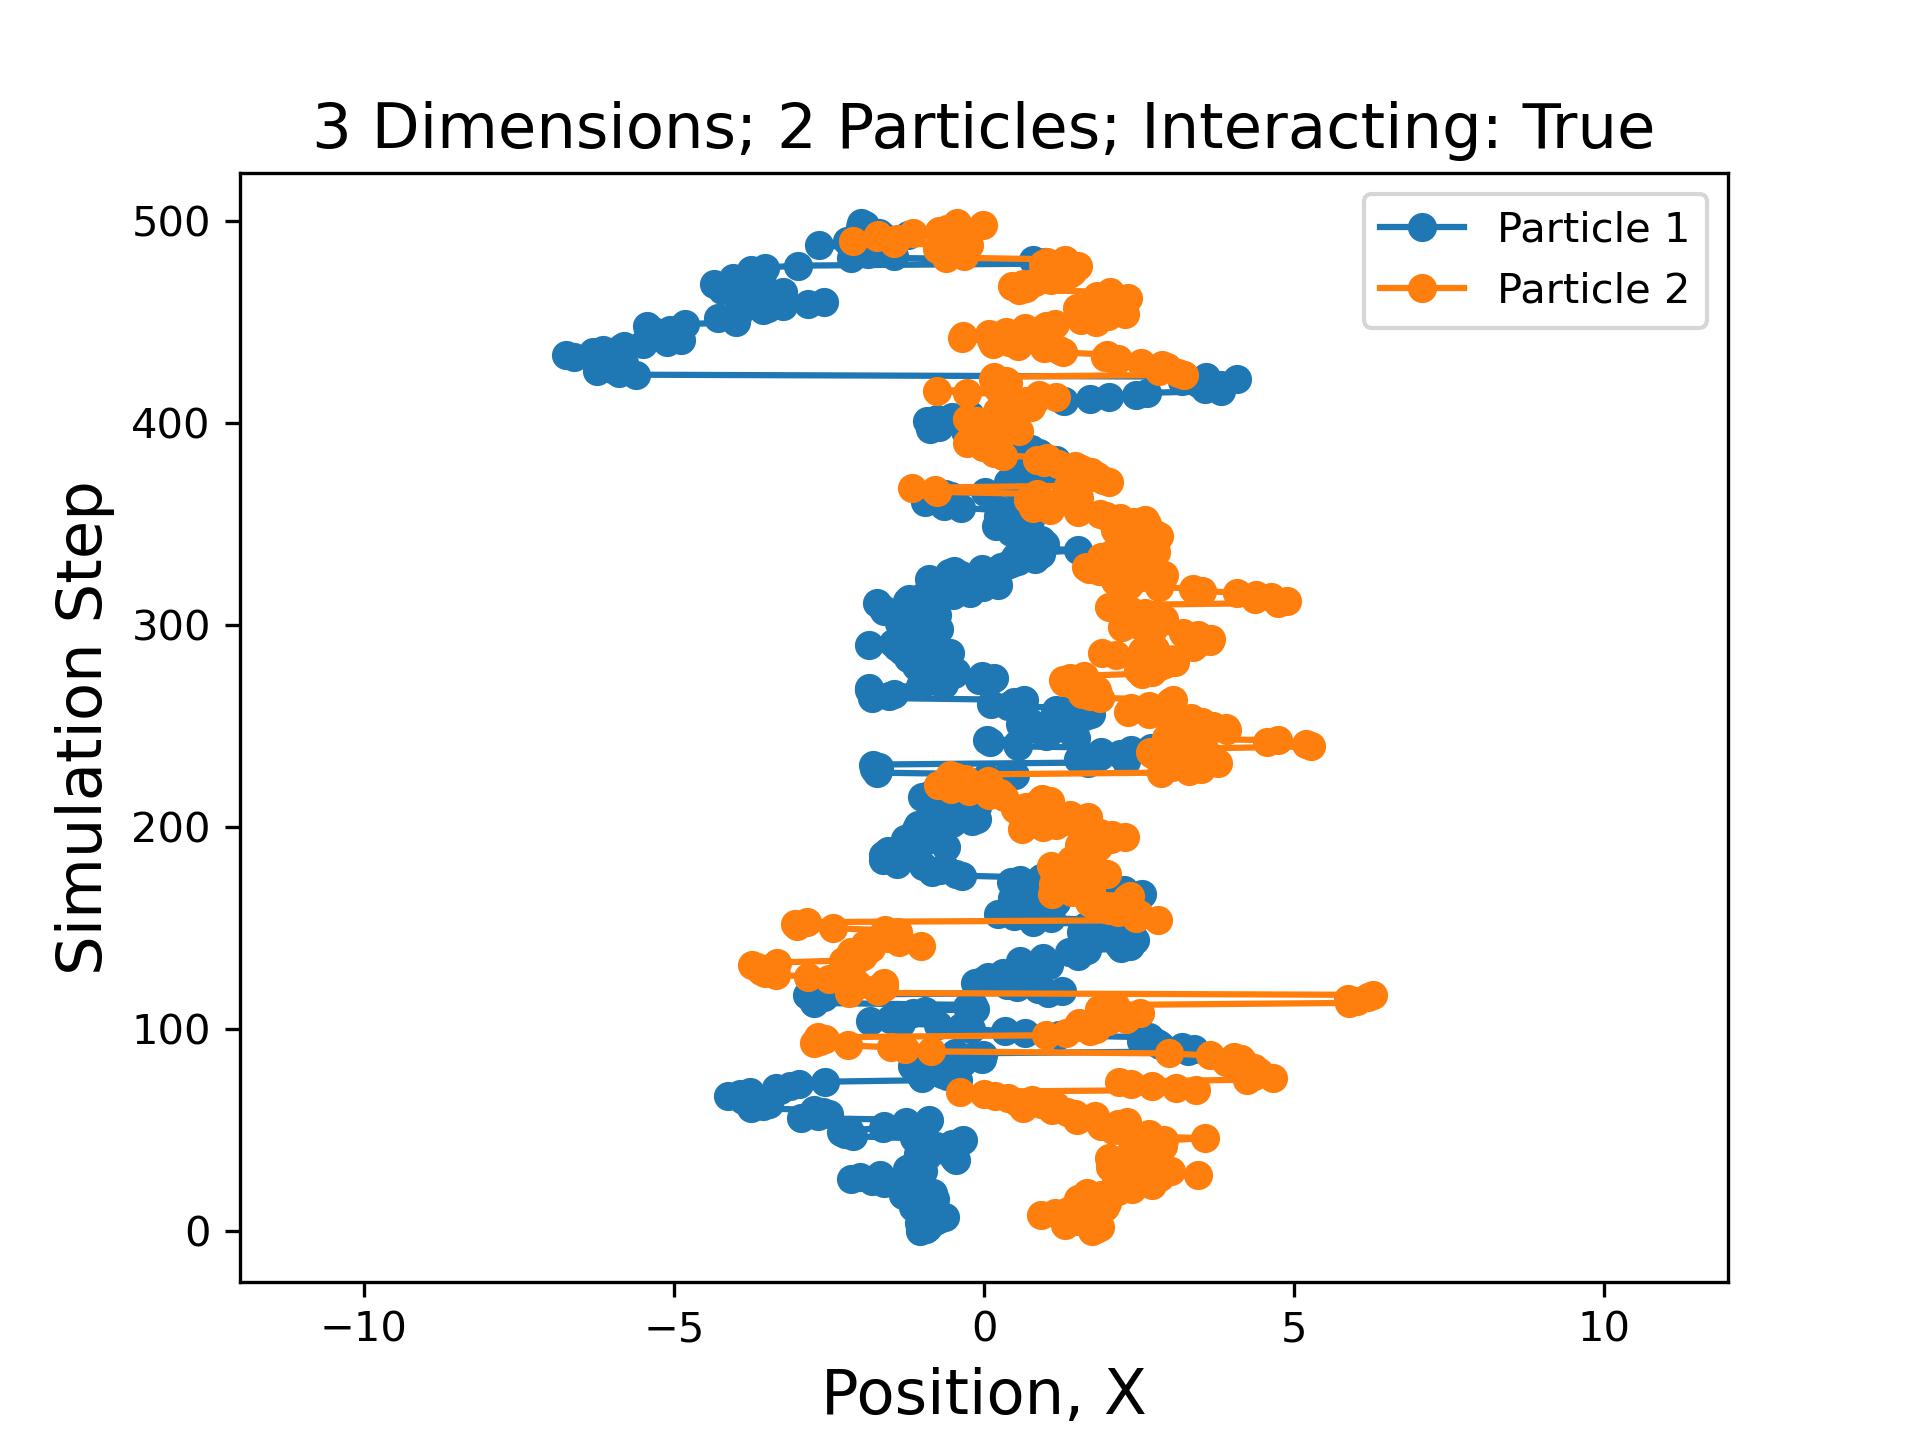 3 Dimensions; 2 Particles; Interacting: True
Particle 1
Particle 2
Simulation Step
500
400
300
200
100
0
−10
−5
0
5
10
Position, X